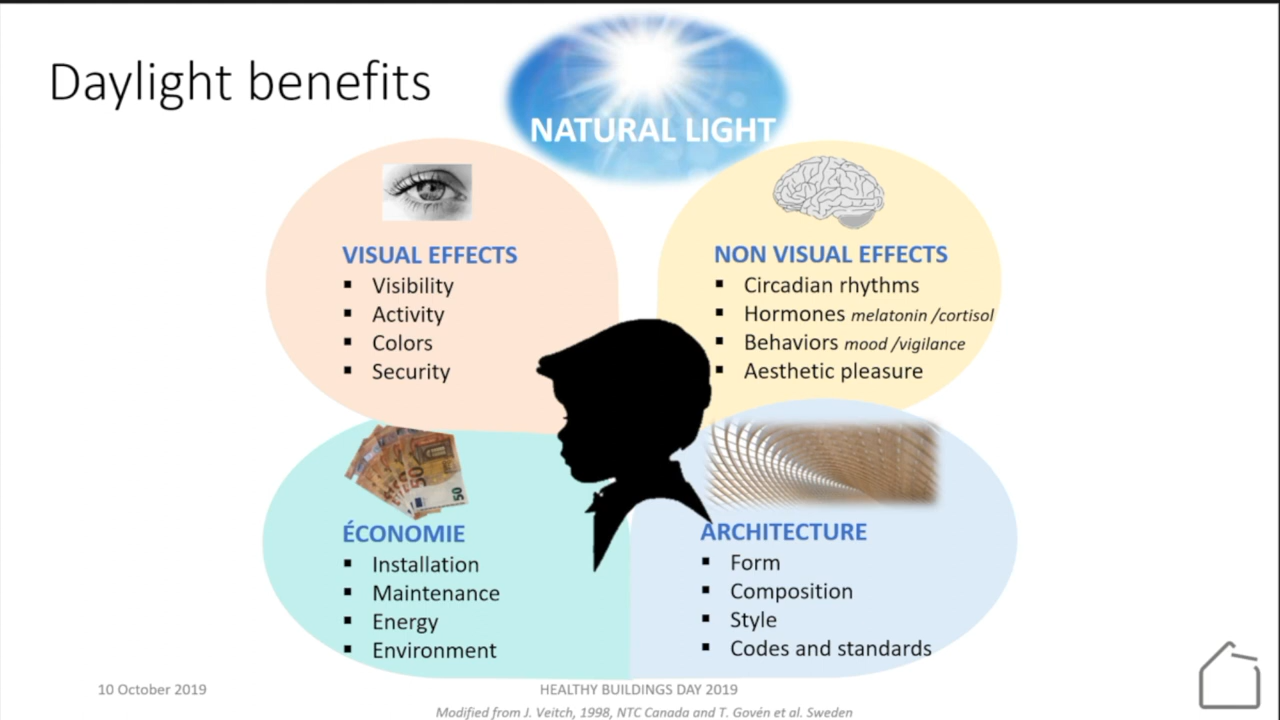 Daylight benefits
NATURAL LIGHT
VISUAL EFFECTS
▪ Visibility
▪ Activity
▪ Colors
▪ Security
NON VISUAL EFFECTS
▪ Circadian rhythms
▪ Hormones melatonin /cortisol
▪ Behaviors mood /vigilance
▪ Aesthetic pleasure
50
50
ÉCONOMIE
▪ Installation
▪ Maintenance
▪ Energy
▪ Environment
ARCHITECTURE
▪ Form
▪ Composition
▪ Style
▪ Codes and standards
10 October 2019
HEALTHY BUILDINGS DAY 2019
Modified from J. Veitch, 1998, NTC Canada and T. Govén et al. Sweden